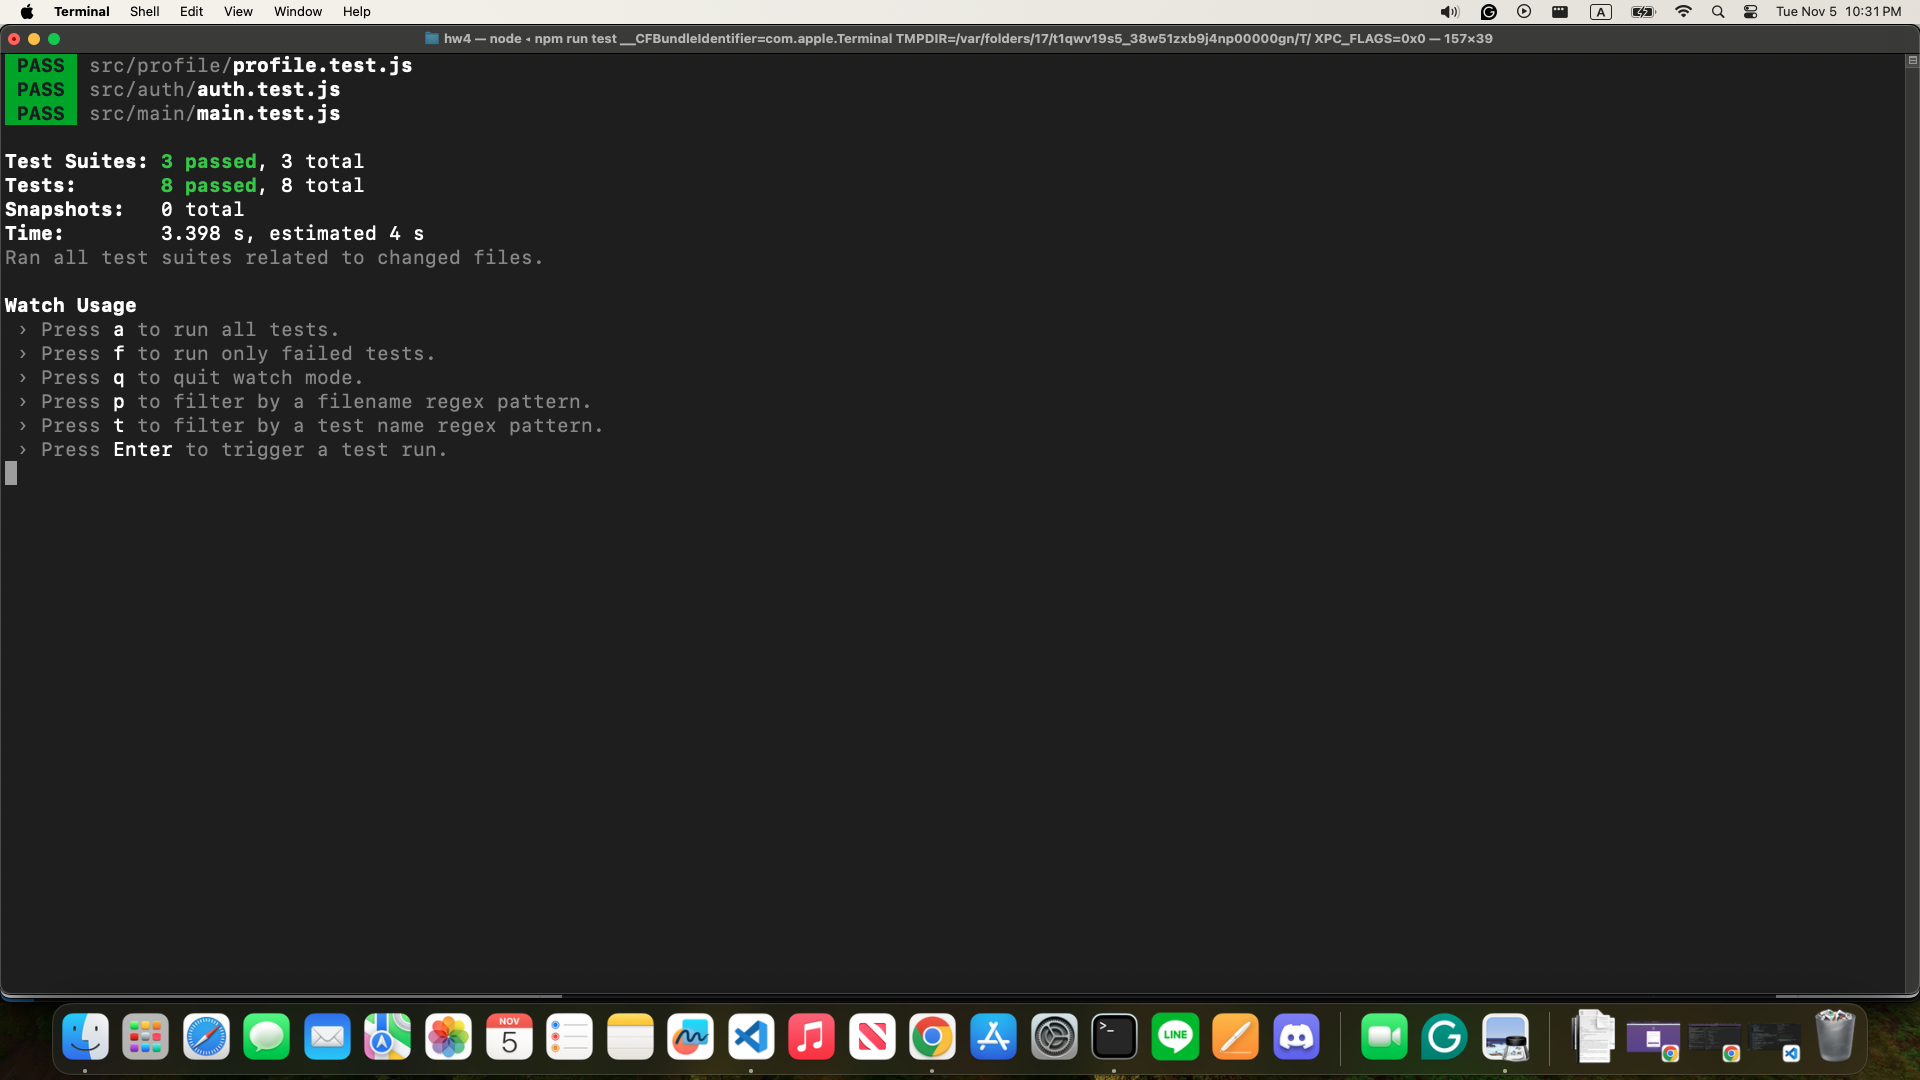 Terminal Shell Edit View Window Help A Tue Nov 5 10:31 PM
hw4 — node ◂ npm run test __CFBundleIdentifier=com.apple.Terminal TMPDIR=/var/folders/17/t1qwv19s5_38w51zxb9j4np00000gn/T/ XPC_FLAGS=0x0 — 157×39
PASS src/profile/profile.test.js
PASS src/auth/auth.test.js
PASS src/main/main.test.js
Test Suites: 3 passed, 3 total
Tests: 8 passed, 8 total
Snapshots: 0 total
Time: 3.398 s, estimated 4 s
Ran all test suites related to changed files.
Watch Usage
› Press a to run all tests.
› Press f to run only failed tests.
› Press q to quit watch mode.
› Press p to filter by a filename regex pattern.
› Press t to filter by a test name regex pattern.
› Press Enter to trigger a test run.
NOV
5
>_
LINE